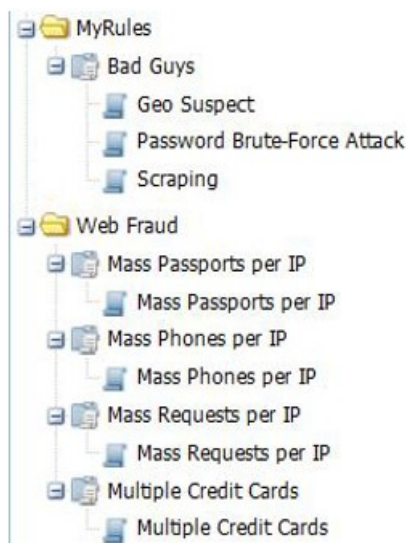 MyRules
Bad Guys
Geo Suspect
Password Brute-Force Attack
Scraping
Web Fraud
Mass Passports per IP
Mass Passports per IP
Mass Phones per IP
Mass Phones per IP
Mass Requests per IP
Mass Requests per IP
Multiple Credit Cards
Multiple Credit Cards